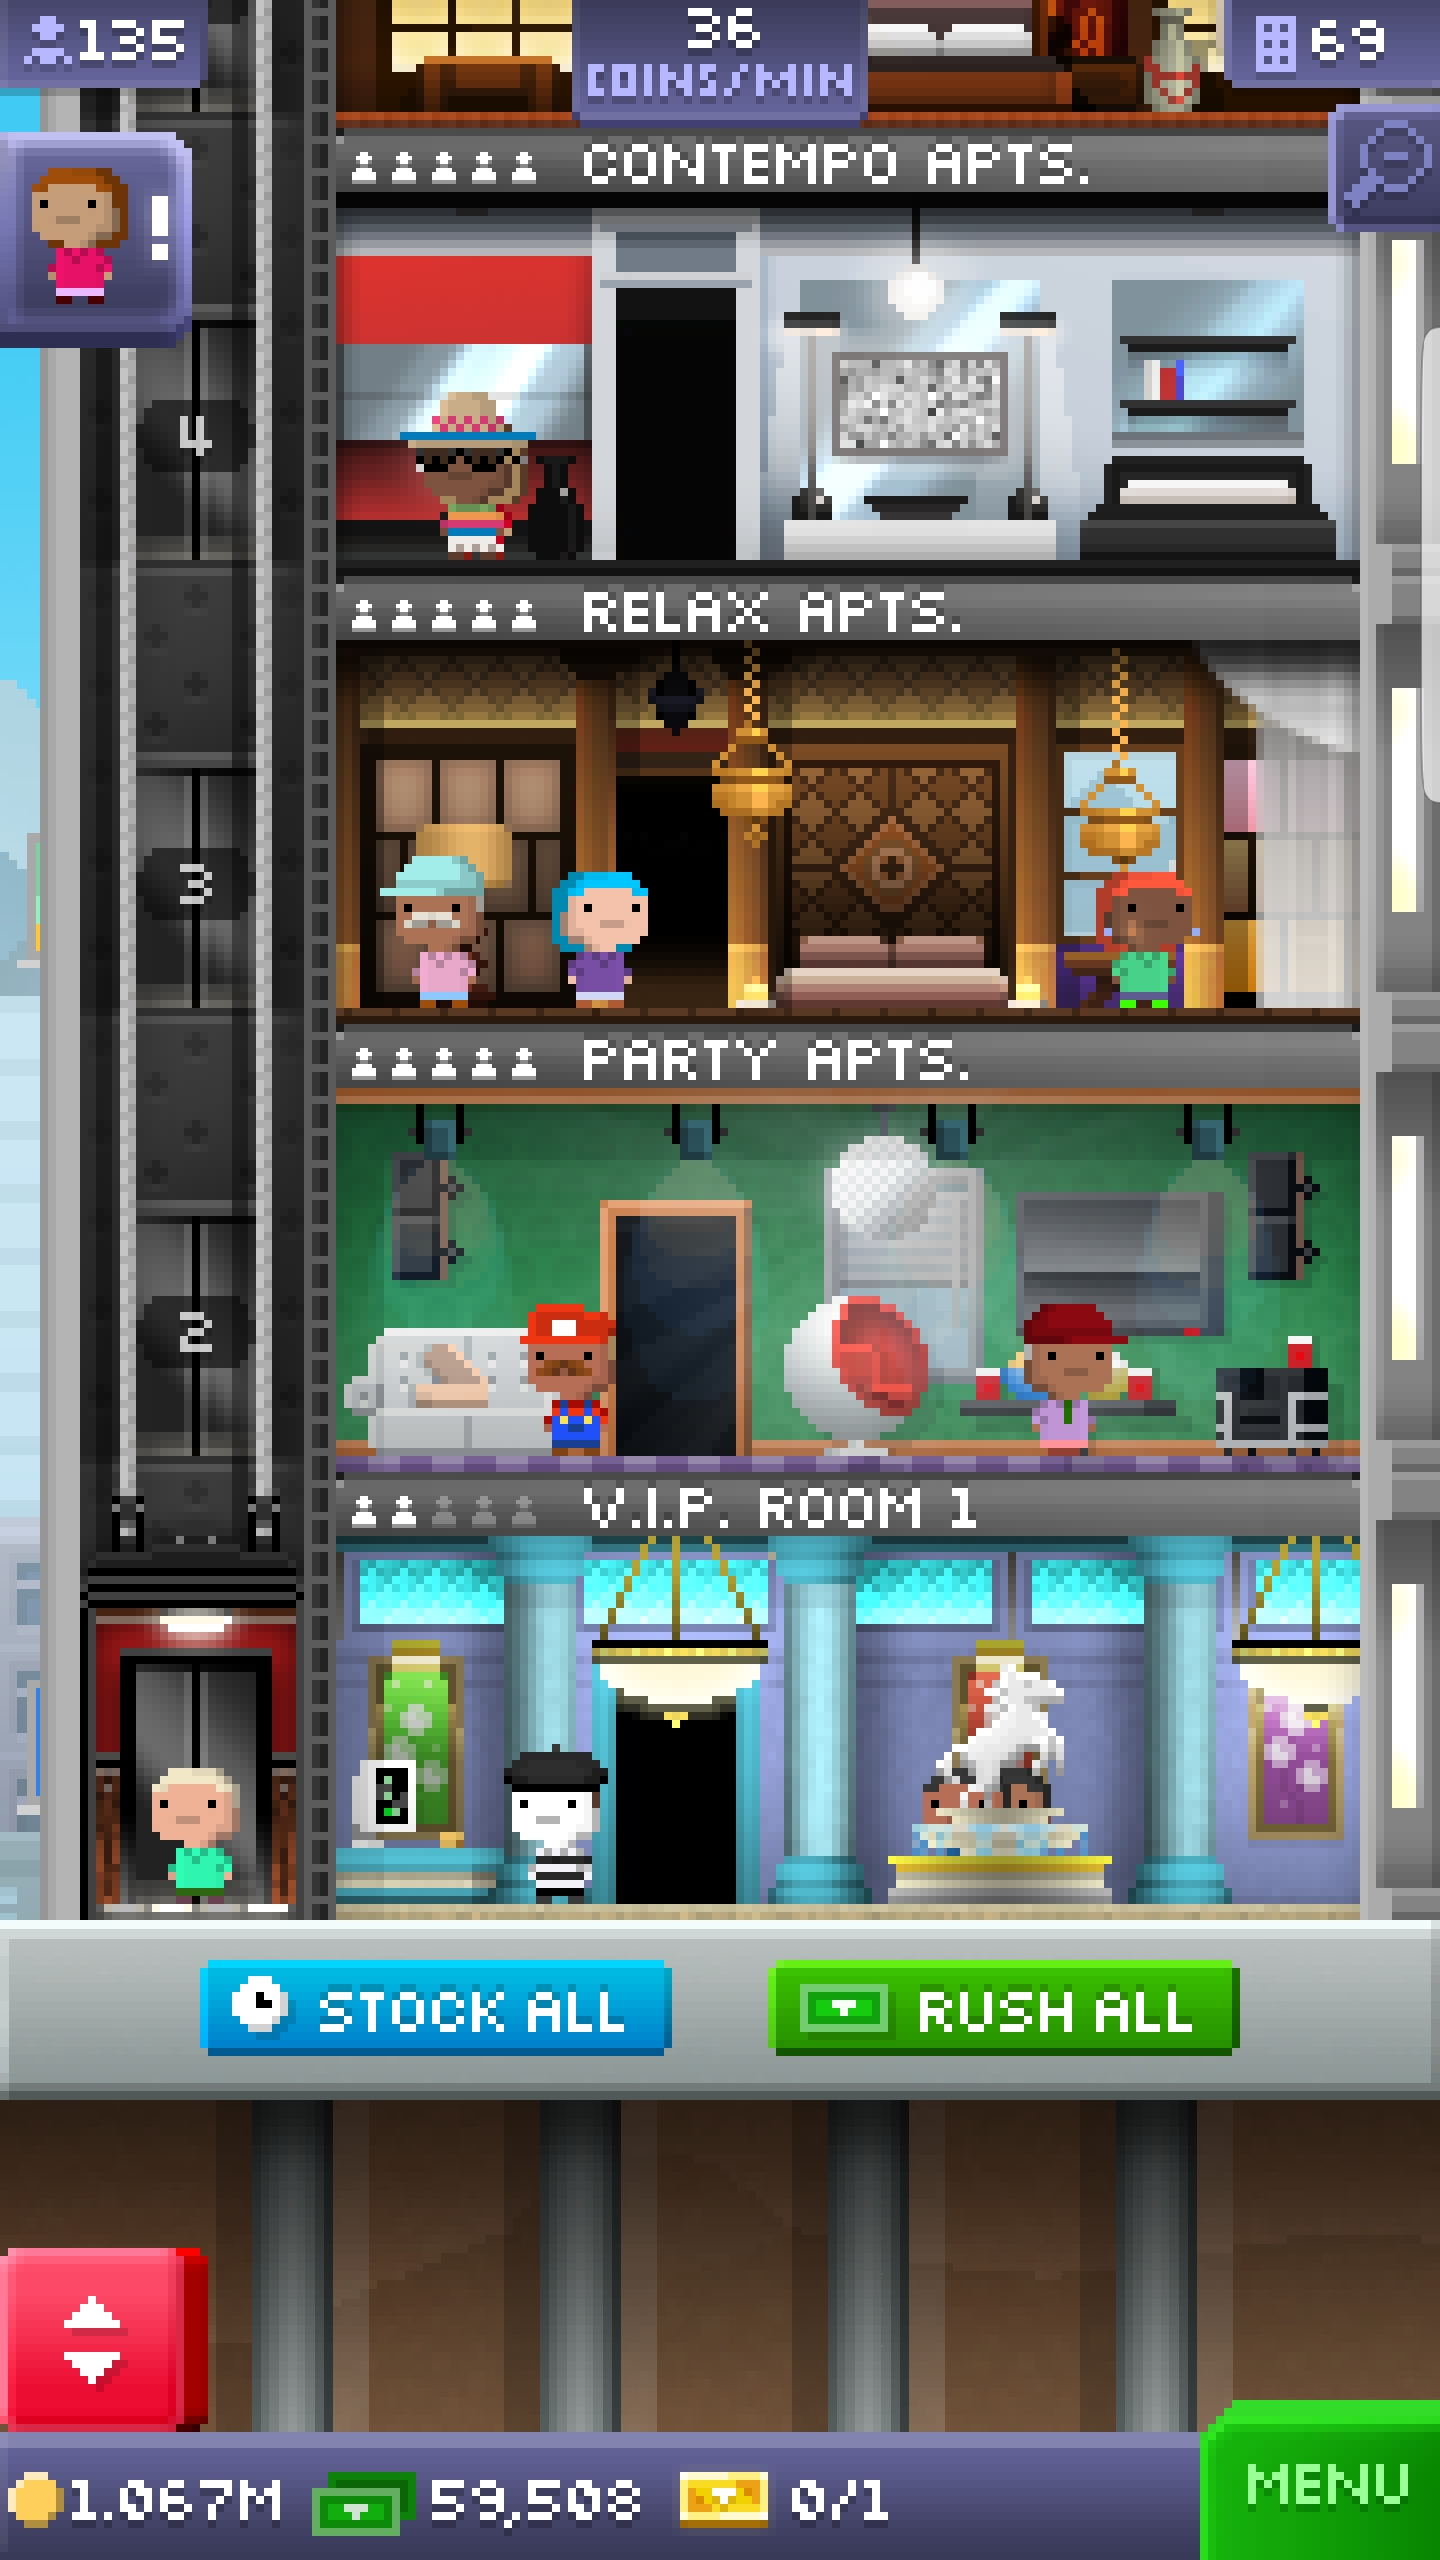 135
36
COINS/MIN
69
!
CONTEMPO APTS.
4
RELAX APTS.
3
PARTY APTS.
2
V.I.P. ROOM 1
STOCK ALL
RUSH ALL
1.067M
59,508
0/1
MENU